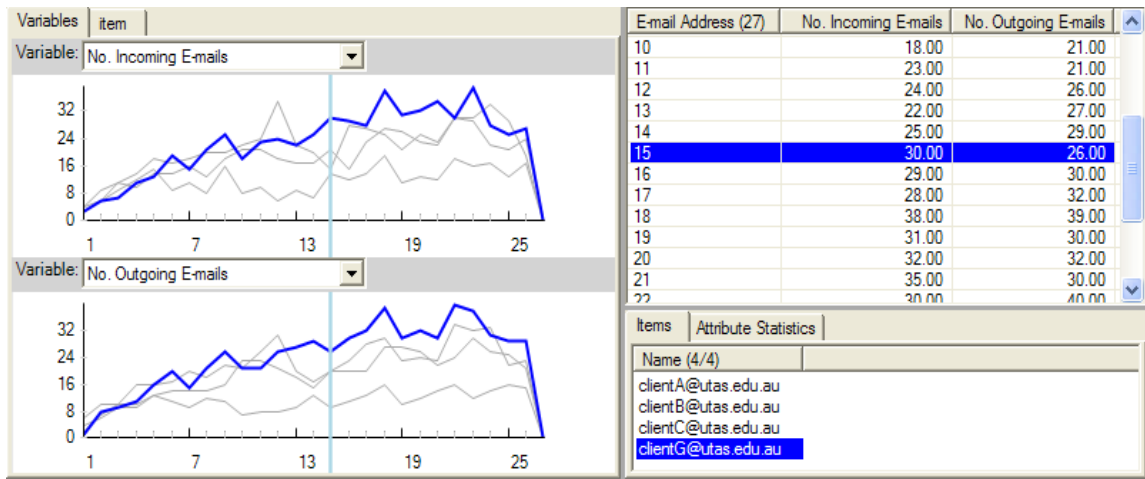 Variables item
Variable: No. Incoming E-mails
32
24
16
8
0
1 7 13 19 25
Variable: No. Outgoing E-mails
32
24
16
8
0
1 7 13 19 25
E-mail Address (27) No. Incoming E-mails No. Outgoing E-mails
10 18.00 21.00
11 23.00 21.00
12 24.00 26.00
13 22.00 27.00
14 25.00 29.00
15 30.00 26.00
16 29.00 30.00
17 28.00 32.00
18 38.00 39.00
19 31.00 30.00
20 32.00 32.00
21 35.00 30.00
22 30.00 40.00
Items Attribute Statistics
Name (4/4)
clientA@utas.edu.au
clientB@utas.edu.au
clientC@utas.edu.au
clientG@utas.edu.au